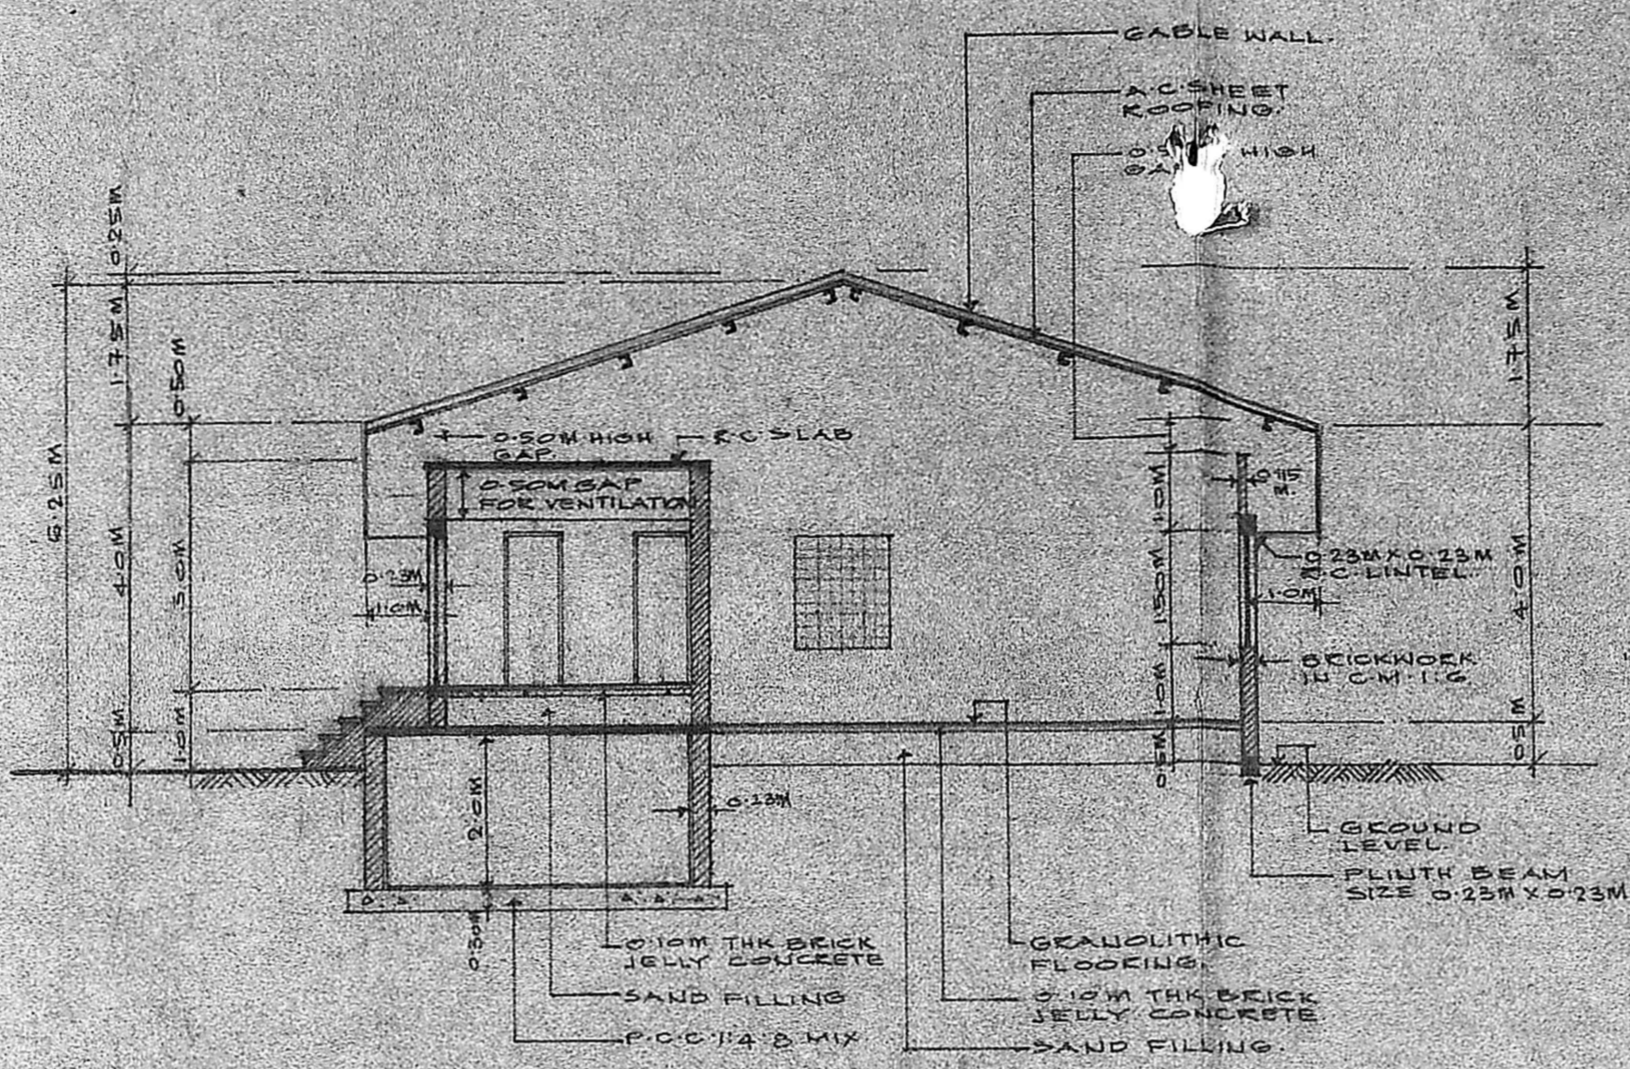 GABLE WALL.
A.C. SHEET
ROOFING.
HIGH
0.25M
1.75M
0.50M
1.75M
0.50M HIGH
GAP.
R.C. SLAB
0.50M GAP
FOR VENTILATION
6.25M
4.0M
3.0M
1.0M
0.115
M.
0.23M X 0.23M
R.C. LINTEL.
0.23M
1.0M
1.50M
1.0M
4.0M
BRICKWORK
IN C.M. 1:6
1.0M
0.5M
1.0M
0.5M
0.5M
2.0M
0.23M
GROUND
LEVEL.
PLINTH BEAM
SIZE 0.23M X 0.23M
0.30M
0.10M THK BRICK
JELLY CONCRETE
SAND FILLING
P.C.C 1:4:8 MIX
GRANOLITHIC
FLOORING.
0.10M THK BRICK
JELLY CONCRETE
SAND FILLING.